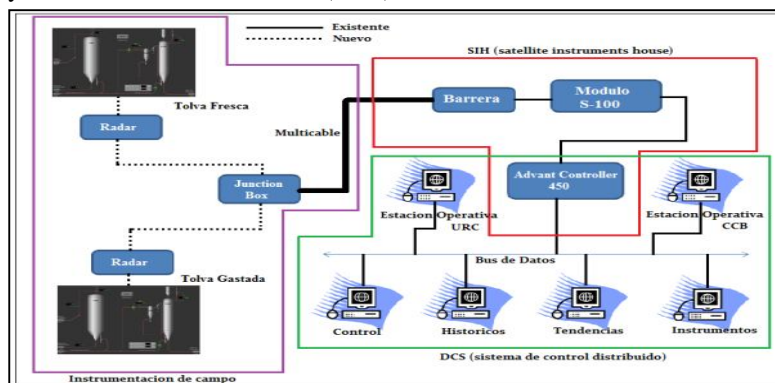 Existente
Nuevo
SIH (satellite instruments house)
Tolva Fresca
Radar
Multicable
Barrera
Modulo
S-100
Junction
Box
Advant Controller
450
Estacion Operativa
URC
Estacion Operativa
CCB
Radar
Tolva Gastada
Bus de Datos
Control
Historicos
Tendencias
Instrumentos
DCS (sistema de control distribuido)
Instrumentacion de campo